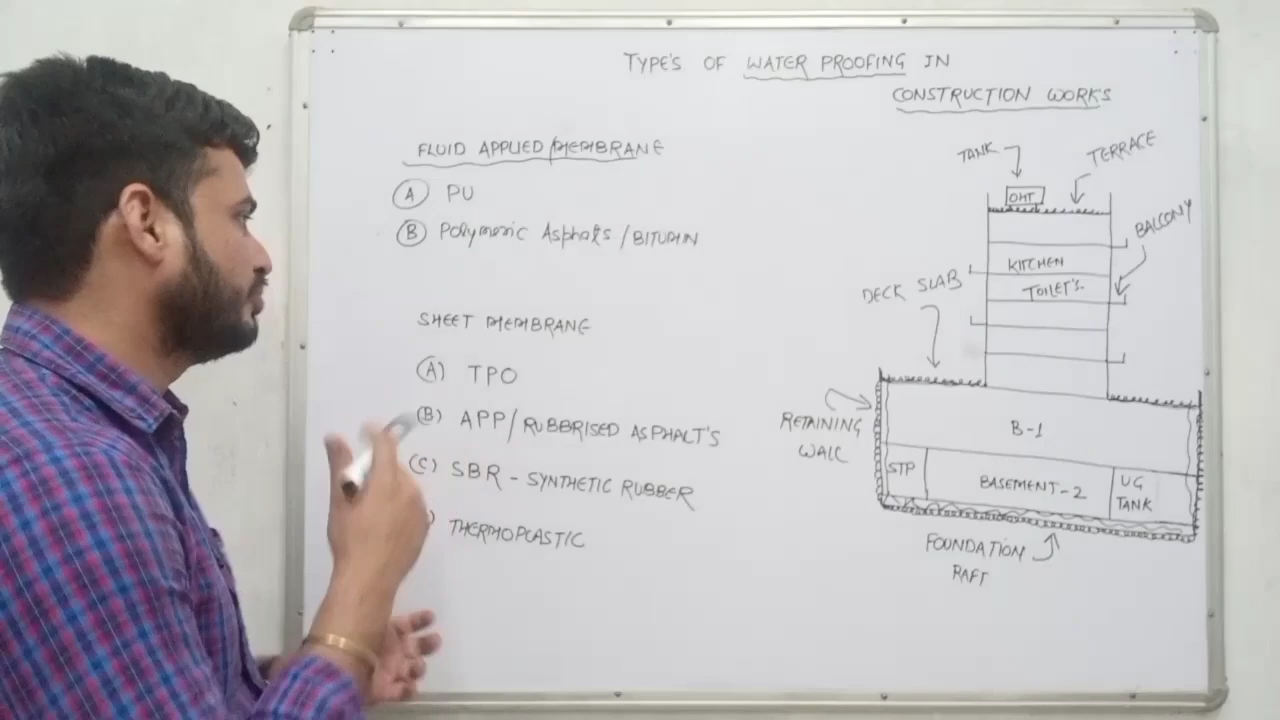 TYPE'S OF WATER PROOFING IN
CONSTRUCTION WORKS
FLUID APPLIED/MEMBRANE
(A) PU
(B) Polymeric Asphalts/BITUMIN
SHEET MEMBRANE
(A) TPO
(B) APP/RUBBRISED ASPHALT'S
(C) SBR - SYNTHETIC RUBBER
) THERMOPLASTIC
TANK
TERRACE
OHT
BALCONY
KITCHEN
TOILET'S
DECK SLAB
RETAINING
WALL
B-1
STP
BASEMENT-2
UG
TANK
FOUNDATION
RAFT